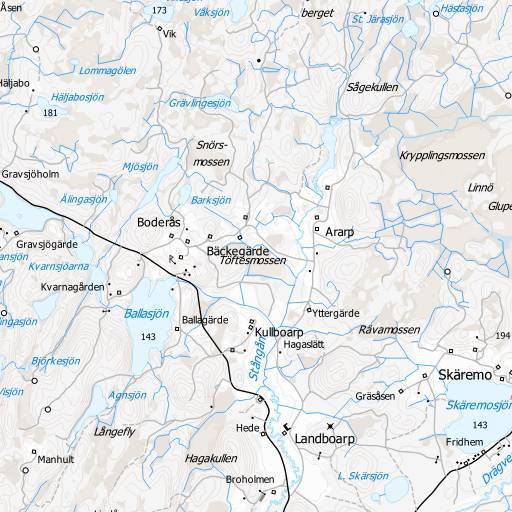 Åsen
173
Våksjön
berget
Hästasjön
St. Järasjön
Vik
Lommagölen
Häljabo
Häljabosjön
Sågekullen
Grävlingesjön
181
Snörs-
mossen
Krypplingsmossen
Gravsjöholm
Mjösjön
Linnö
Ålingasjön
Barksjön
Boderås
Ararp
Gravsjögärde
Bäckegärde
Töftesmossen
Kvarnsjöarna
Kvarnagården
Ballasjön
Yttergärde
Ballagärde
Råvamossen
143
Kullboarp
194
Hagaslätt
Stångån
Björkesjön
Skäremo
Agnsjön
Gräsåsen
Skäremosjön
Långefly
Hede
143
Landboarp
Fridhem
Manhult
Hagakullen
Broholmen
L. Skärsjön